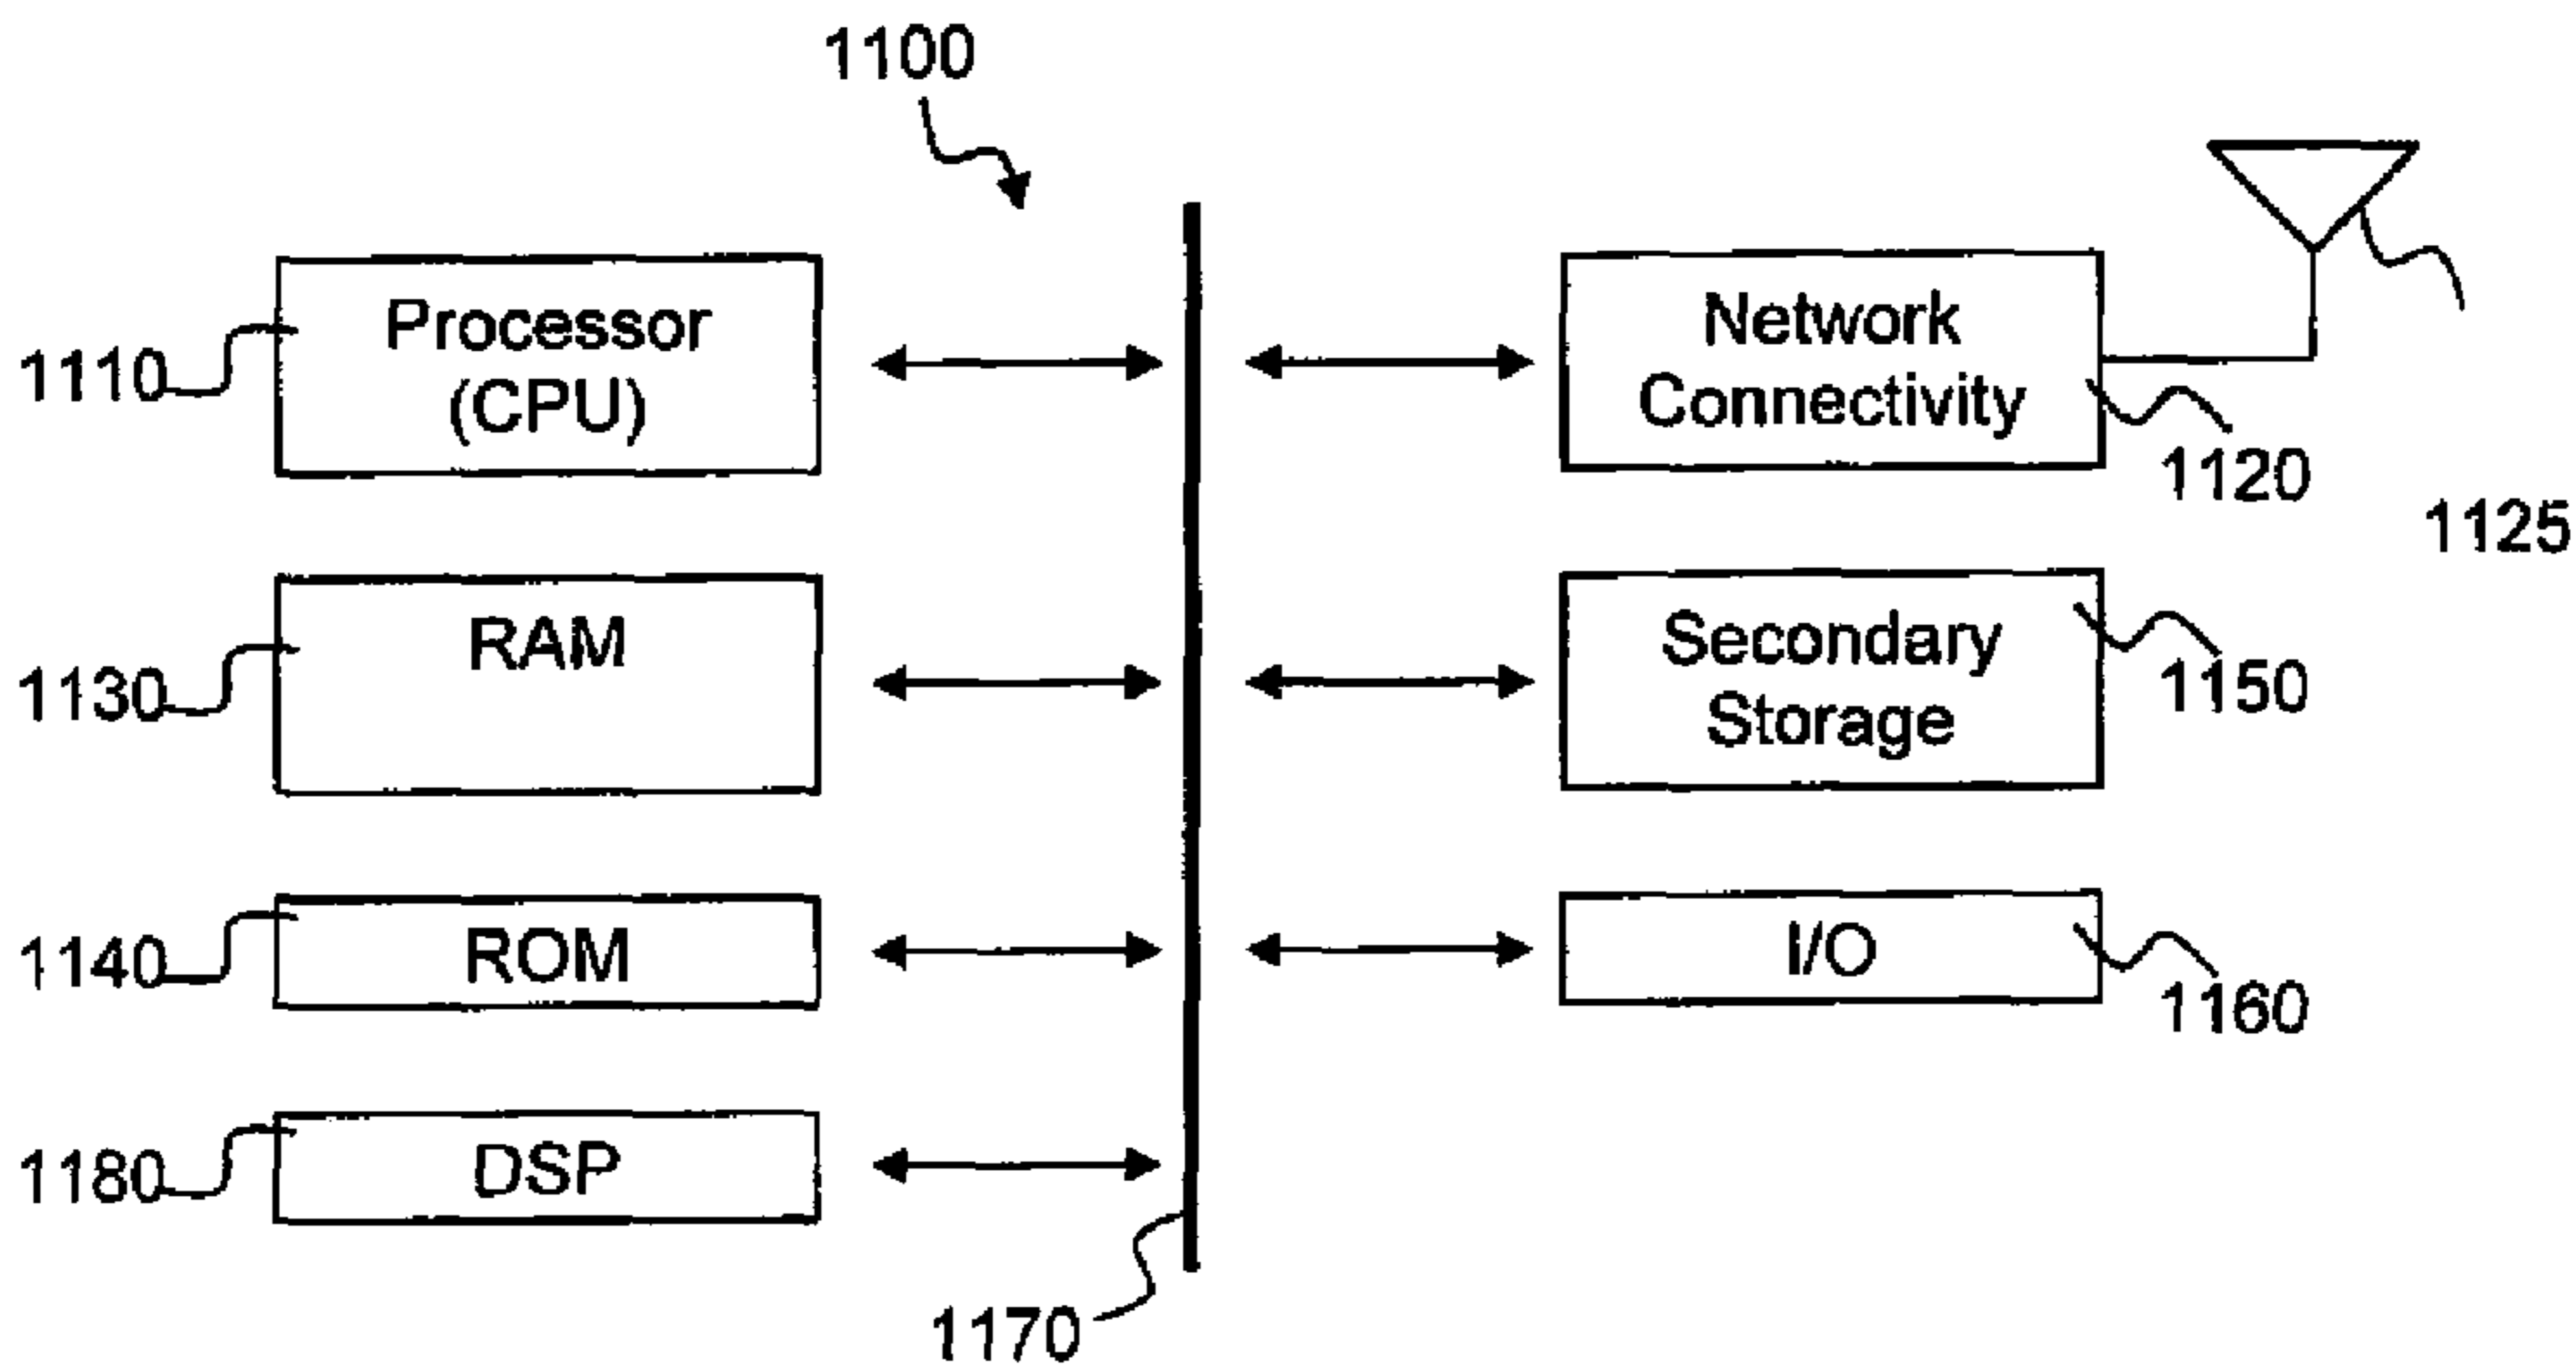 1100
1110
Processor
(CPU)
Network
Connectivity
1120
1125
1130
RAM
Secondary
Storage
1150
1140
ROM
I/O
1160
1180
DSP
1170